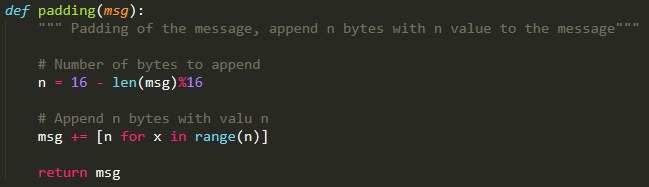 def padding(msg):
""" Padding of the message, append n bytes with n value to the message"""
# Number of bytes to append
n = 16 - len(msg)%16
# Append n bytes with valu n
msg += [n for x in range(n)]
return msg